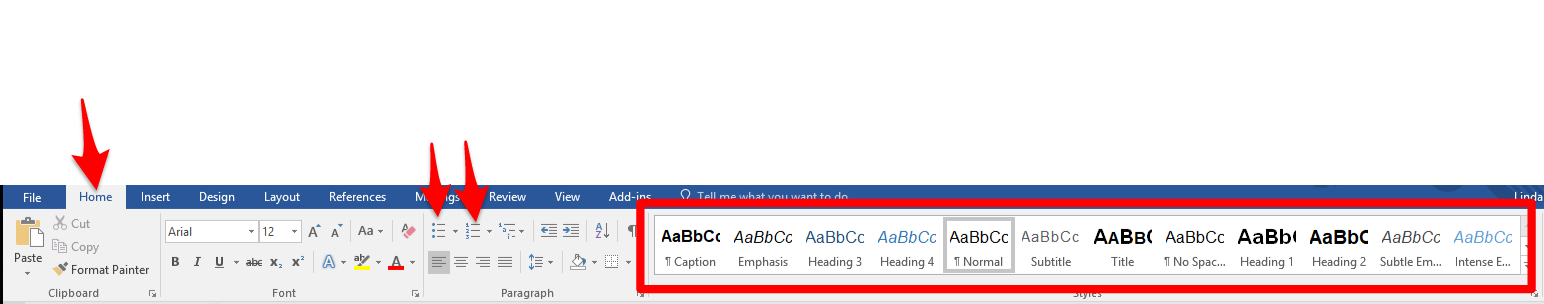 File Home Insert Design Layout References Review View Add-ins Tell me what you want to do Linda
Cut
Copy
Paste
Format Painter
Clipboard
Arial 12 Aa
B I U abc x₂ x² A ab A
Font
Paragraph
AaBbCc AaBbCc AaBbCc AaBbCc AaBbCc AaBbCc AaBbC AaBbCc AaBb( AaBbC AaBbCc AaBbCc
¶ Caption Emphasis Heading 3 Heading 4 ¶ Normal Subtitle Title ¶ No Spac... Heading 1 Heading 2 Subtle Em... Intense E...
Styles